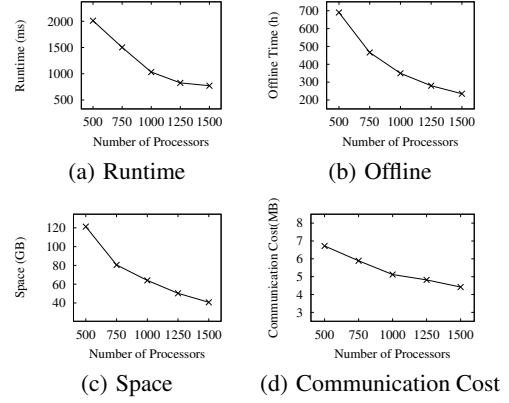 Runtime (ms)
2000
1500
1000
500
500 750 1000 1250 1500
Number of Processors
(a) Runtime
Offline Time (h)
700
600
500
400
300
200
500 750 1000 1250 1500
Number of Processors
(b) Offline
Space (GB)
120
100
80
60
40
500 750 1000 1250 1500
Number of Processors
(c) Space
Communication Cost(MB)
8
7
6
5
4
3
500 750 1000 1250 1500
Number of Processors
(d) Communication Cost